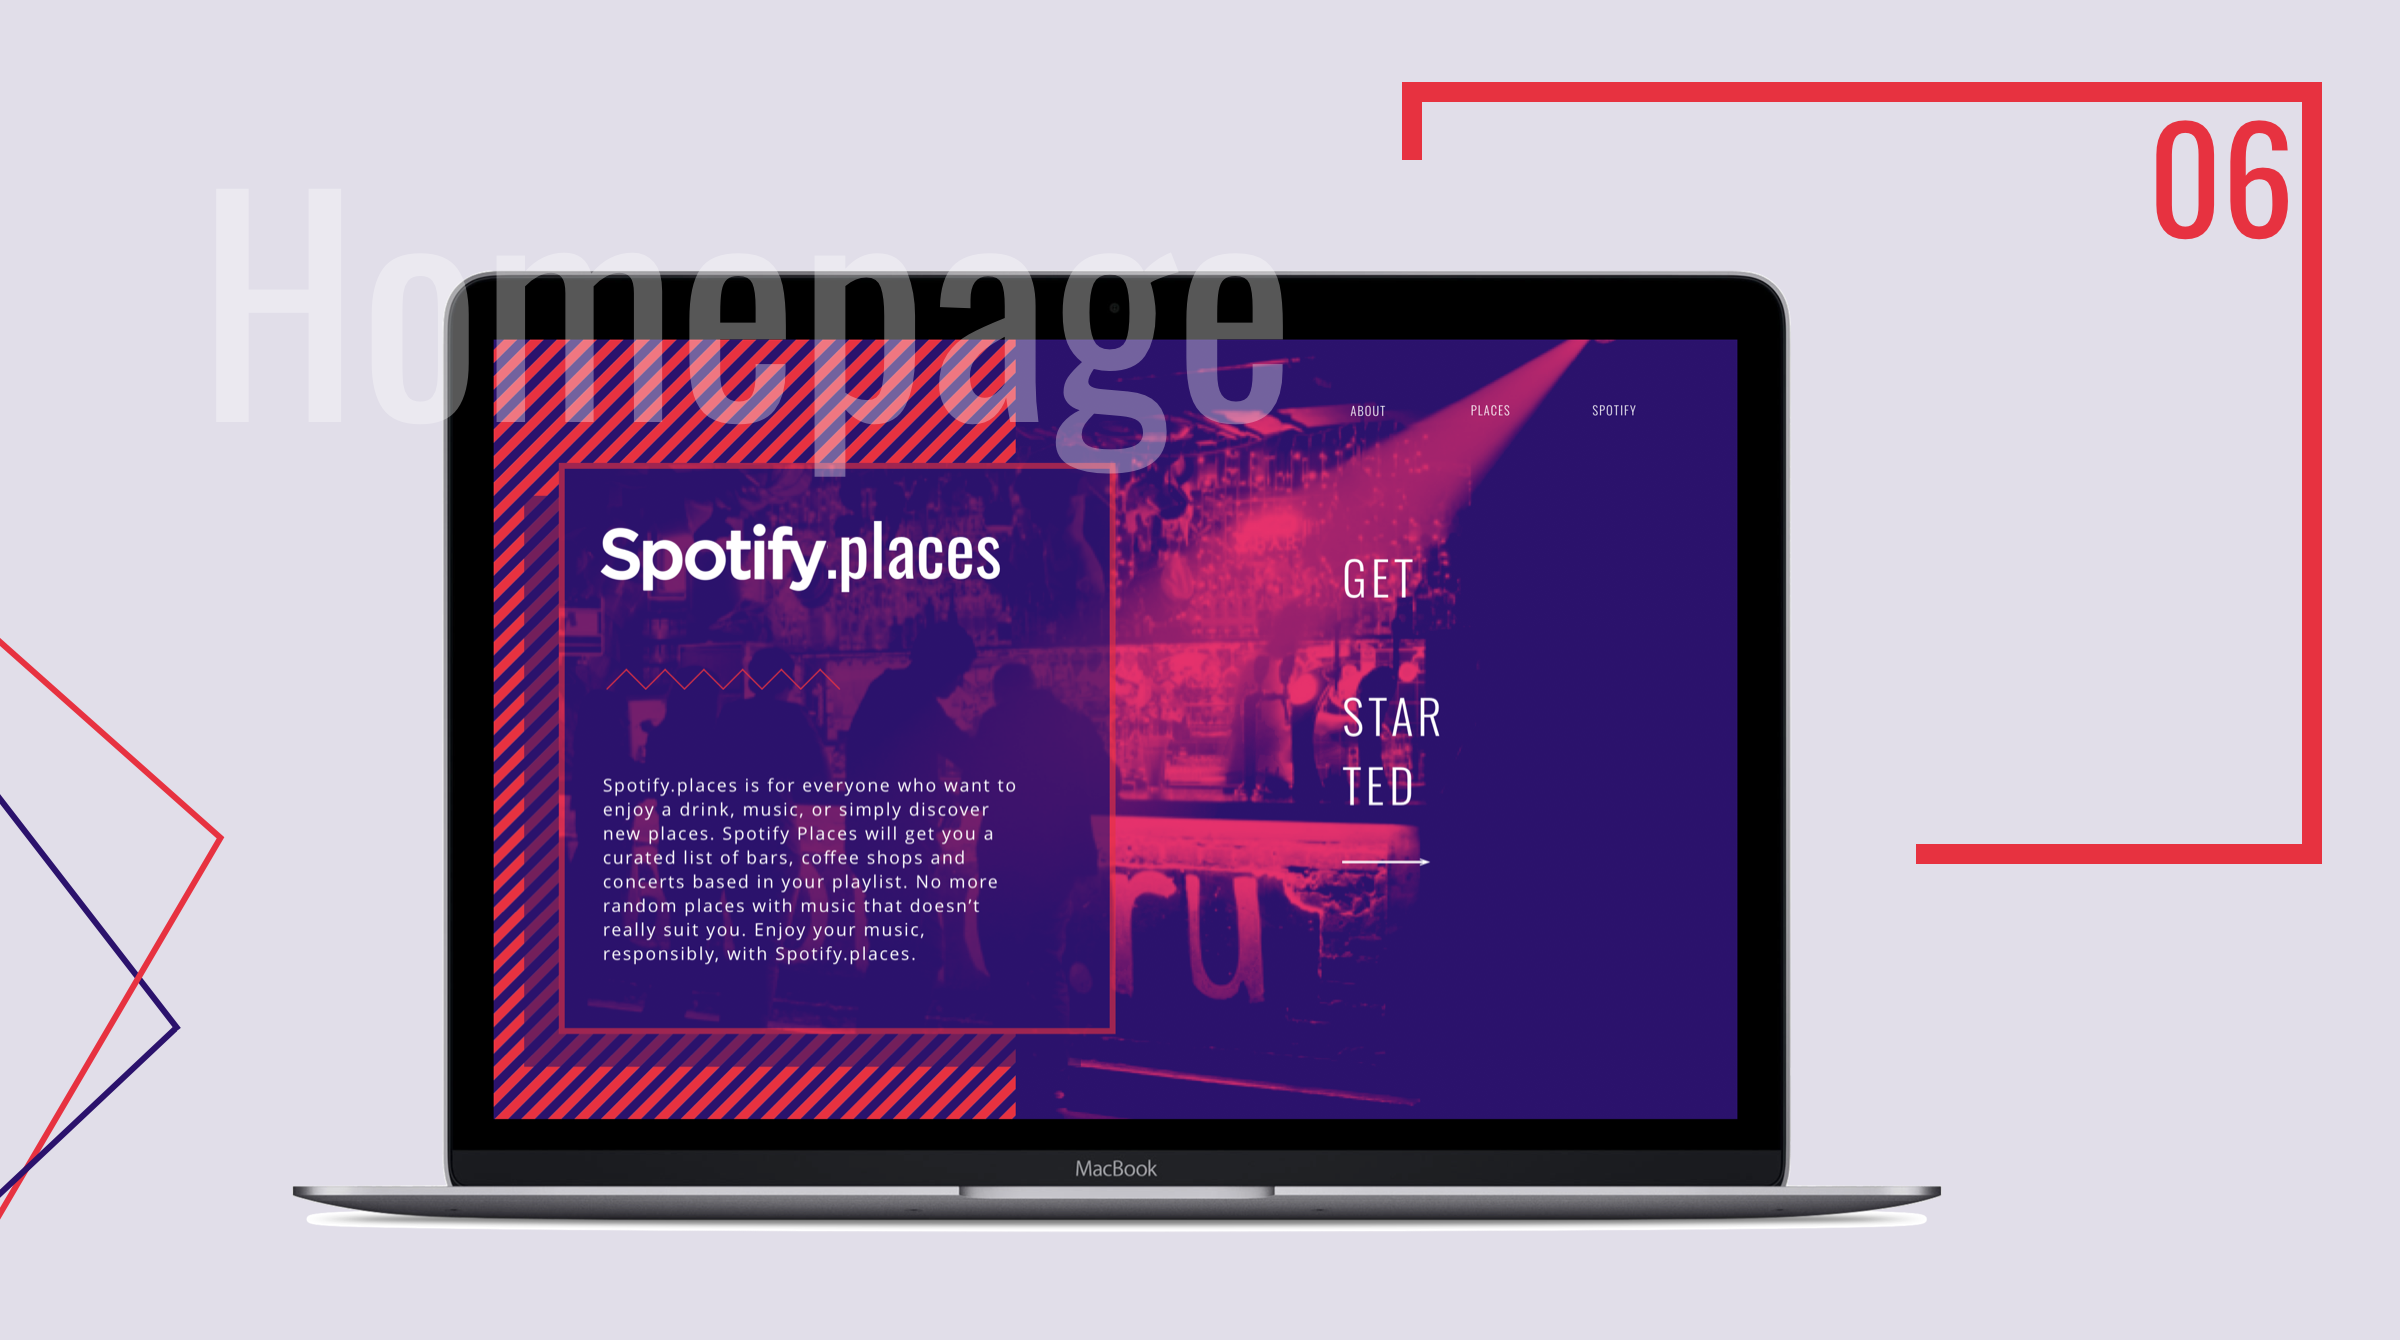 06
Homepage
ABOUT PLACES SPOTIFY
Spotify.places
GET
STAR
TED
Spotify.places is for everyone who want to
enjoy a drink, music, or simply discover
new places. Spotify Places will get you a
curated list of bars, coffee shops and
concerts based in your playlist. No more
random places with music that doesn’t
really suit you. Enjoy your music,
responsibly, with Spotify.places.
ru
MacBook